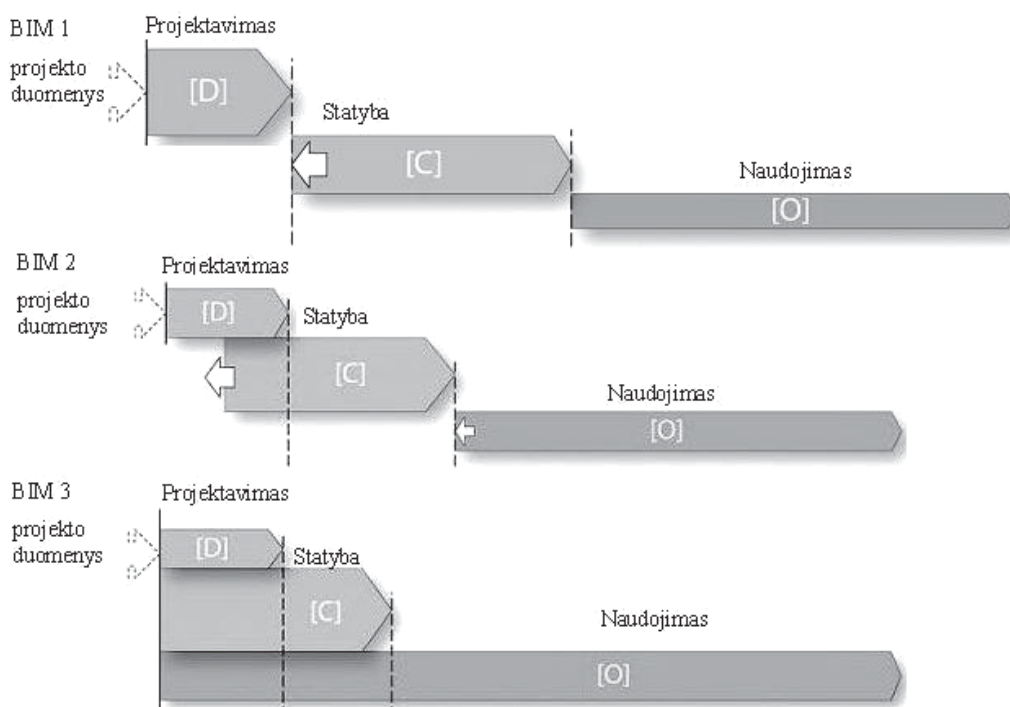 BIM 1
Projektavimas
projekto
duomenys
[D]
Statyba
[C]
Naudojimas
[O]
BIM 2
Projektavimas
projekto
duomenys
[D]
Statyba
[C]
Naudojimas
[O]
BIM 3
Projektavimas
projekto
duomenys
[D]
Statyba
[C]
Naudojimas
[O]